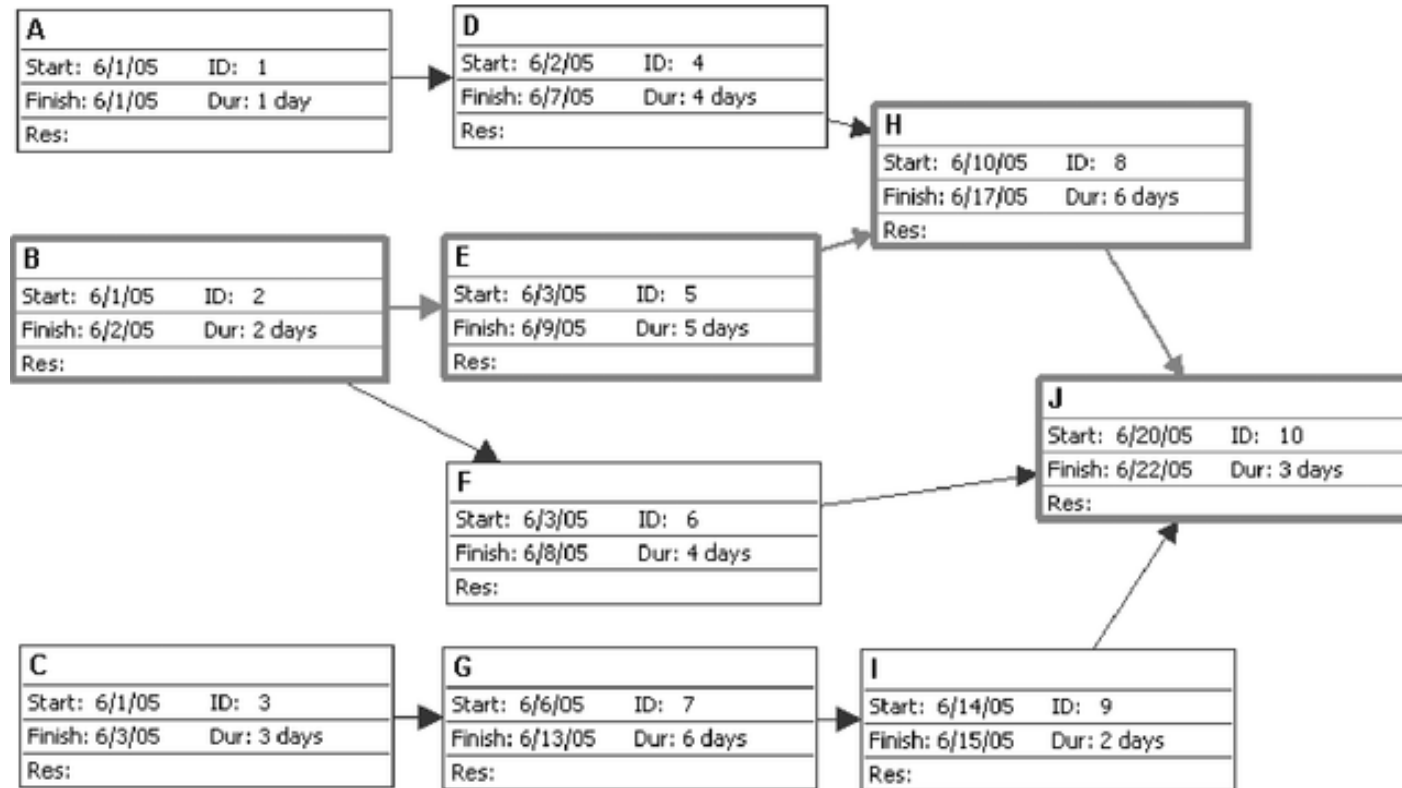 A
Start: 6/1/05 ID: 1
Finish: 6/1/05 Dur: 1 day
Res:
D
Start: 6/2/05 ID: 4
Finish: 6/7/05 Dur: 4 days
Res:
H
Start: 6/10/05 ID: 8
Finish: 6/17/05 Dur: 6 days
Res:
B
Start: 6/1/05 ID: 2
Finish: 6/2/05 Dur: 2 days
Res:
E
Start: 6/3/05 ID: 5
Finish: 6/9/05 Dur: 5 days
Res:
J
Start: 6/20/05 ID: 10
Finish: 6/22/05 Dur: 3 days
Res:
F
Start: 6/3/05 ID: 6
Finish: 6/8/05 Dur: 4 days
Res:
C
Start: 6/1/05 ID: 3
Finish: 6/3/05 Dur: 3 days
Res:
G
Start: 6/6/05 ID: 7
Finish: 6/13/05 Dur: 6 days
Res:
I
Start: 6/14/05 ID: 9
Finish: 6/15/05 Dur: 2 days
Res: